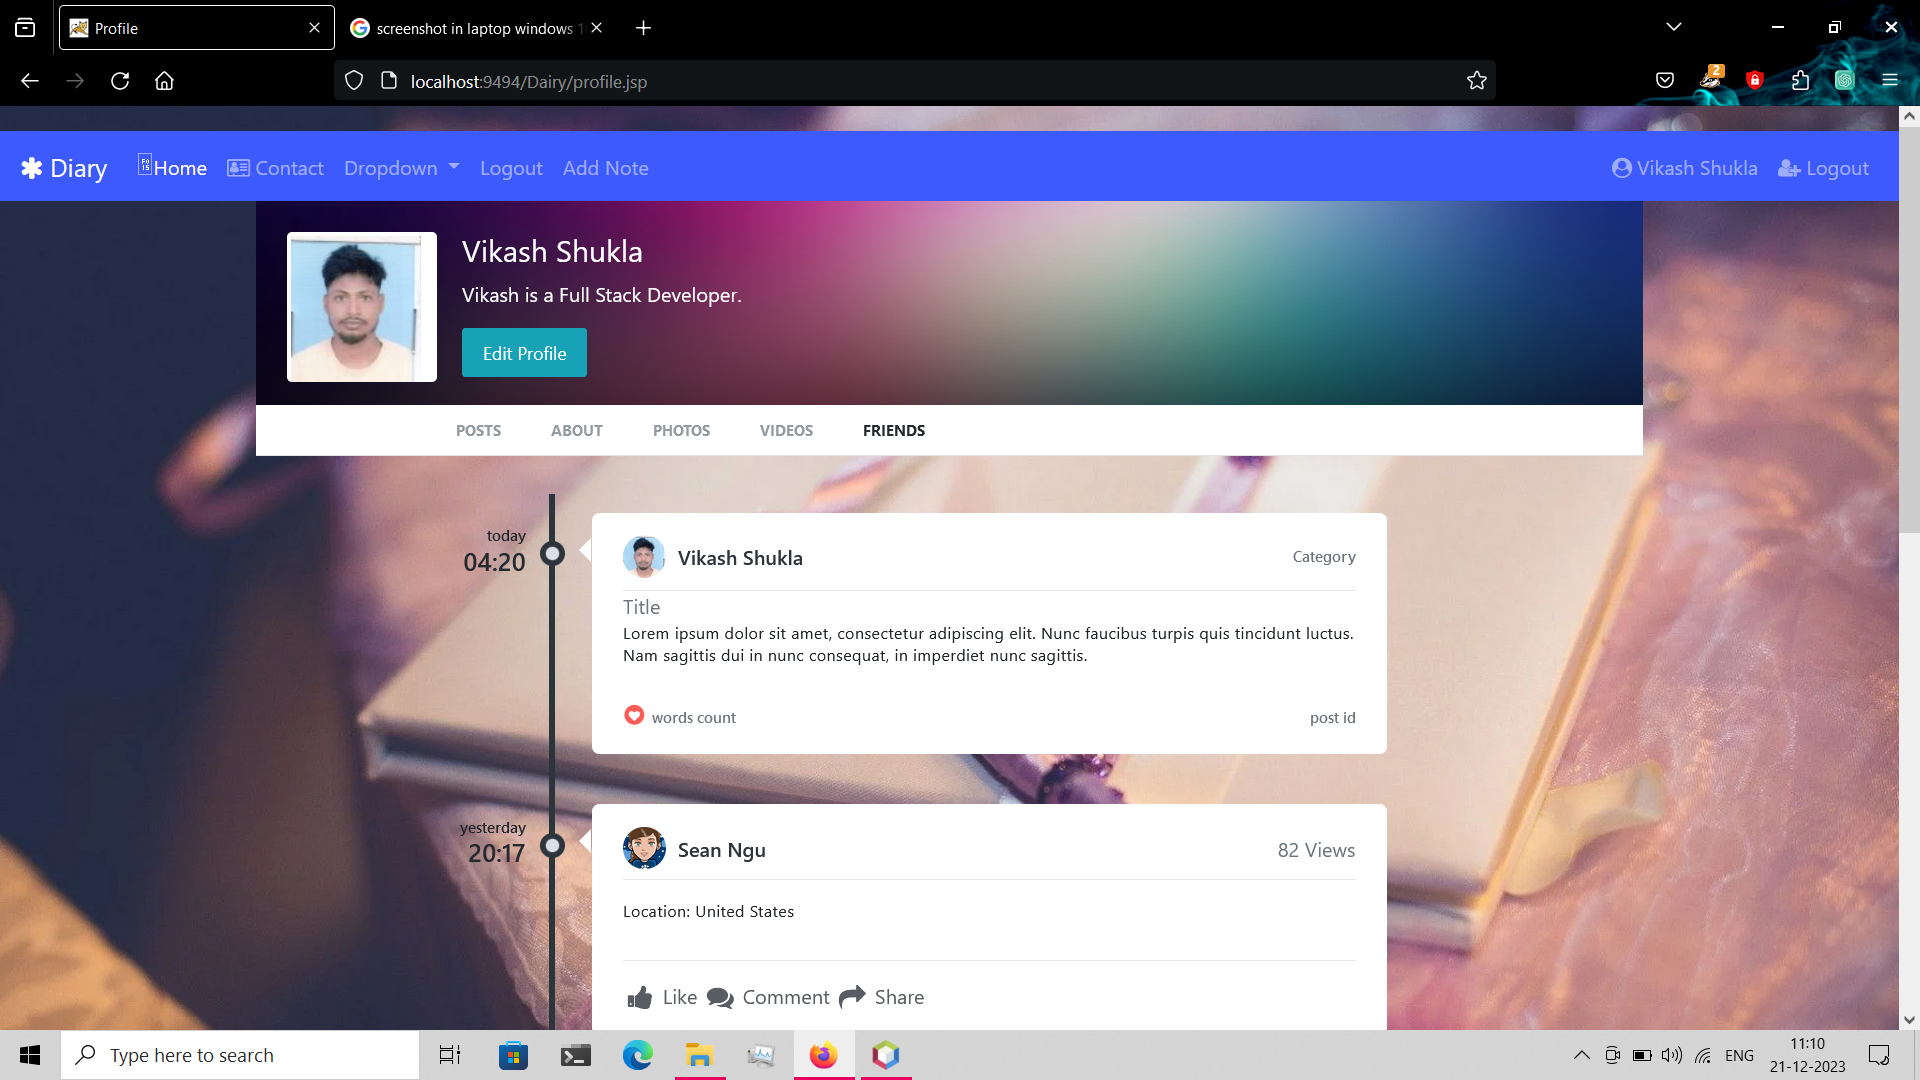 Profile
screenshot in laptop windows 1
localhost:9494/Dairy/profile.jsp
2
Diary
Home
Contact
Dropdown
Logout
Add Note
Vikash Shukla
Logout
Vikash Shukla
Vikash is a Full Stack Developer.
Edit Profile
POSTS
ABOUT
PHOTOS
VIDEOS
FRIENDS
today
04:20
Vikash Shukla
Category
Title
Lorem ipsum dolor sit amet, consectetur adipiscing elit. Nunc faucibus turpis quis tincidunt luctus.
Nam sagittis dui in nunc consequat, in imperdiet nunc sagittis.
words count
post id
yesterday
20:17
Sean Ngu
82 Views
Location: United States
Like
Comment
Share
Type here to search
ENG
11:10
21-12-2023